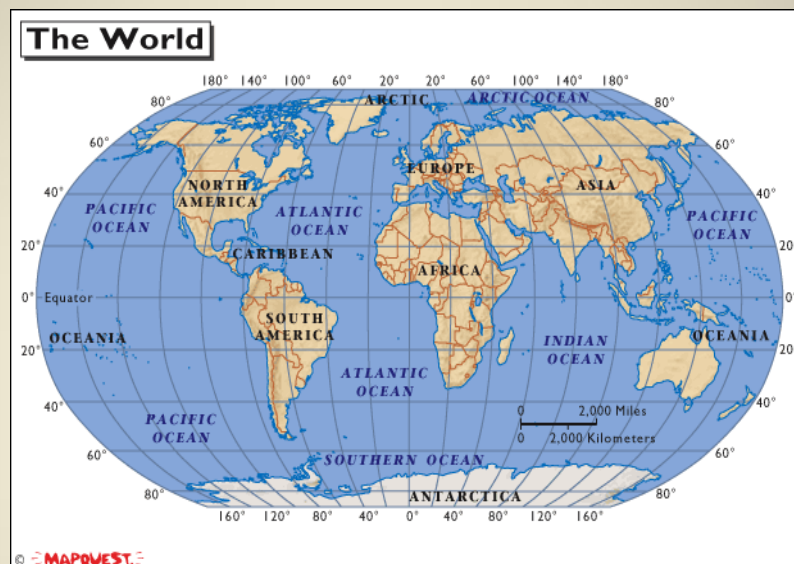 The World
180° 140° 100° 60° 20° 20° 60° 100° 140° 180°
80° ARCTIC ARCTIC OCEAN 80°
60° 60°
EUROPE
NORTH AMERICA
ASIA
40° 40°
PACIFIC OCEAN
ATLANTIC OCEAN
PACIFIC OCEAN
20° 20°
CARIBBEAN
AFRICA
0° Equator 0°
SOUTH AMERICA
OCEANIA
INDIAN OCEAN
OCEANIA
20° 20°
ATLANTIC OCEAN
40° 40°
0 2,000 Miles
0 2,000 Kilometers
PACIFIC OCEAN
60° 60°
SOUTHERN OCEAN
80° 80°
ANTARCTICA
160° 120° 80° 40° 0° 40° 80° 120° 160°
© MAPQUEST